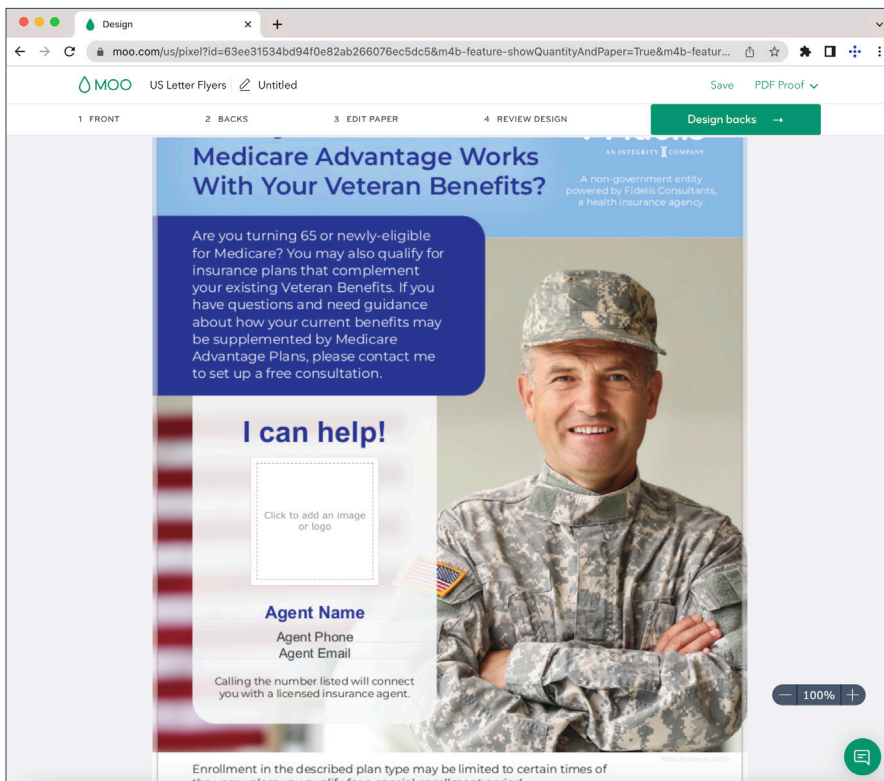 Design
moo.com/us/pixel?id=63ee31534bd94f0e82ab266076ec5dc5&m4b-feature-showQuantityAndPaper=True&m4b-featur...
MOO US Letter Flyers Untitled Save PDF Proof
1 FRONT 2 BACKS 3 EDIT PAPER 4 REVIEW DESIGN Design backs →
Medicare Advantage Works
With Your Veteran Benefits?
Fidelis
AN INTEGRITY COMPANY
A non-government entity
powered by Fidelis Consultants,
a health insurance agency.
Are you turning 65 or newly-eligible
for Medicare? You may also qualify for
insurance plans that complement
your existing Veteran Benefits. If you
have questions and need guidance
about how your current benefits may
be supplemented by Medicare
Advantage Plans, please contact me
to set up a free consultation.
I can help!
Click to add an image
or logo
Agent Name
Agent Phone
Agent Email
Calling the number listed will connect
you with a licensed insurance agent.
100%
Enrollment in the described plan type may be limited to certain times of